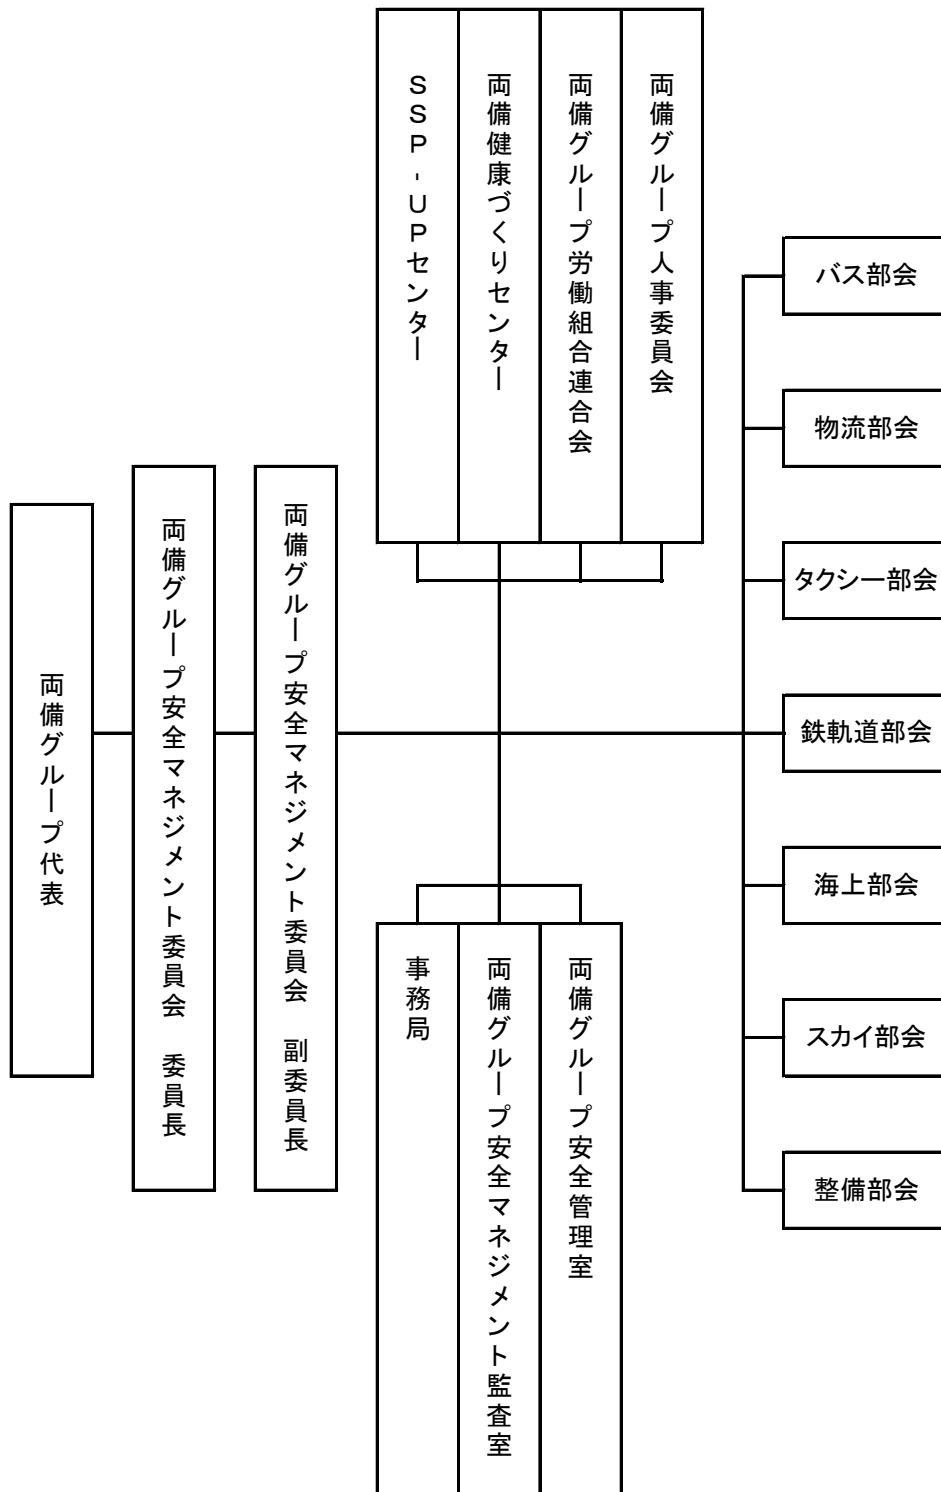 両備グループ代表
両備グループ安全マネジメント委員会　委員長
両備グループ安全マネジメント委員会　副委員長
SSP-UPセンター
両備健康づくりセンター
両備グループ労働組合連合会
両備グループ人事委員会
事務局
両備グループ安全マネジメント監査室
両備グループ安全管理室
バス部会
物流部会
タクシー部会
鉄軌道部会
海上部会
スカイ部会
整備部会